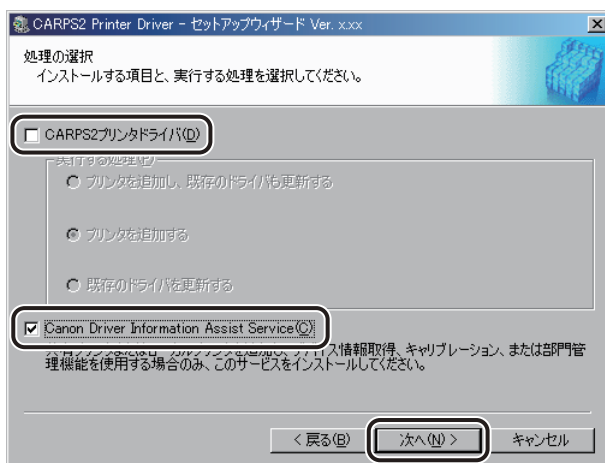 CARPS2 Printer Driver - セットアップウィザード Ver. x.xx
処理の選択
インストールする項目と、実行する処理を選択してください。
CARPS2プリンタドライバ(D)
実行する処理(P)
プリンタを追加し、既存のドライバも更新する
プリンタを追加する
既存のドライバを更新する
Canon Driver Information Assist Service(C)
共有プリンタまたはローカルプリンタを追加し、デバイス情報取得、キャリブレーション、または部門管
理機能を使用する場合のみ、このサービスをインストールしてください。
< 戻る(B)
次へ(N) >
キャンセル